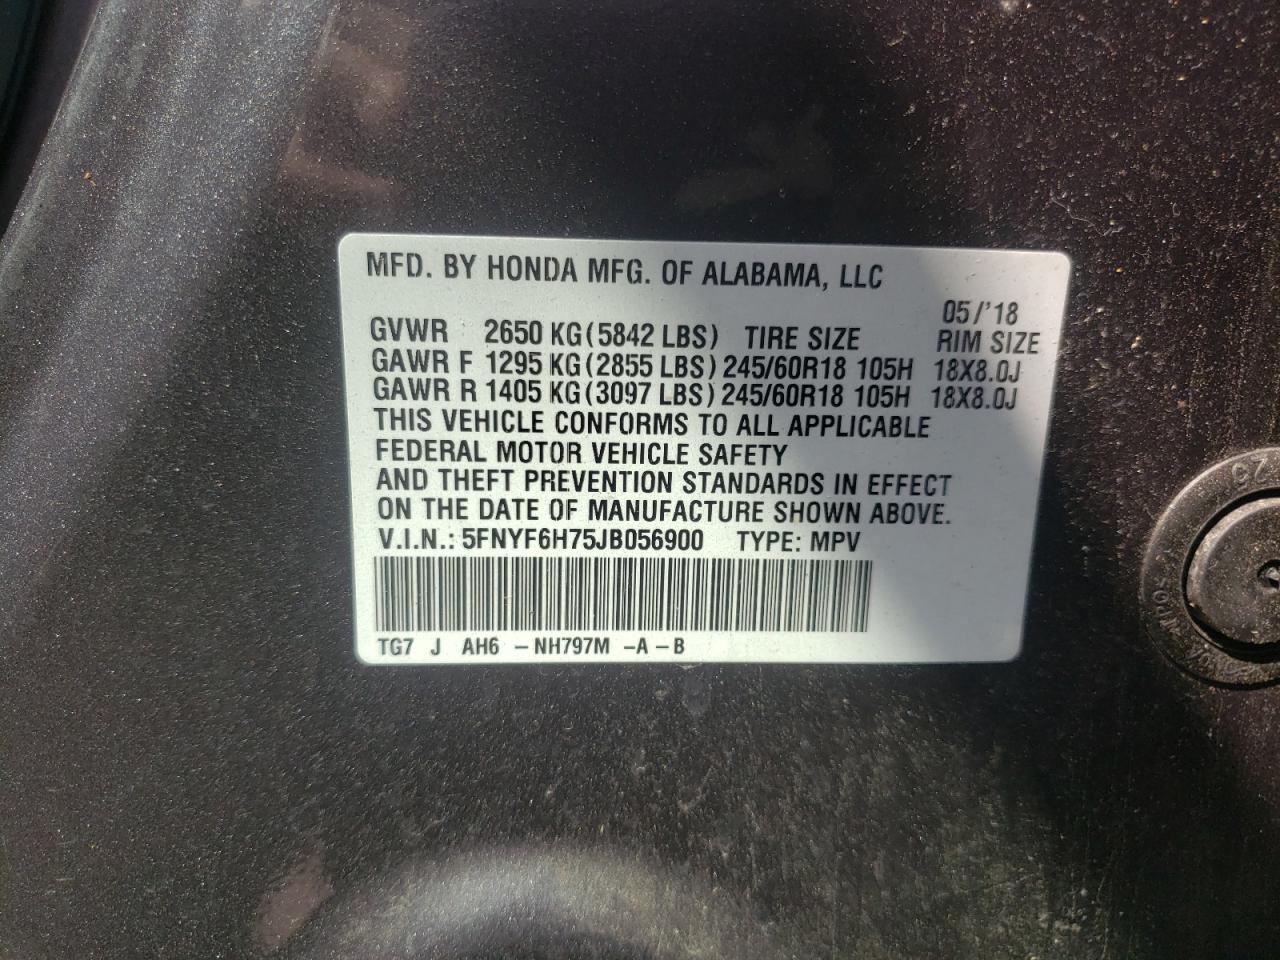 MFD. BY HONDA MFG. OF ALABAMA, LLC
05/'18
GVWR 2650 KG(5842 LBS) TIRE SIZE RIM SIZE
GAWR F 1295 KG(2855 LBS) 245/60R18 105H 18X8.0J
GAWR R 1405 KG(3097 LBS) 245/60R18 105H 18X8.0J
THIS VEHICLE CONFORMS TO ALL APPLICABLE
FEDERAL MOTOR VEHICLE SAFETY
AND THEFT PREVENTION STANDARDS IN EFFECT
ON THE DATE OF MANUFACTURE SHOWN ABOVE.
V.I.N.: 5FNYF6H75JB056900 TYPE: MPV
TG7 J AH6 -NH797M -A-B